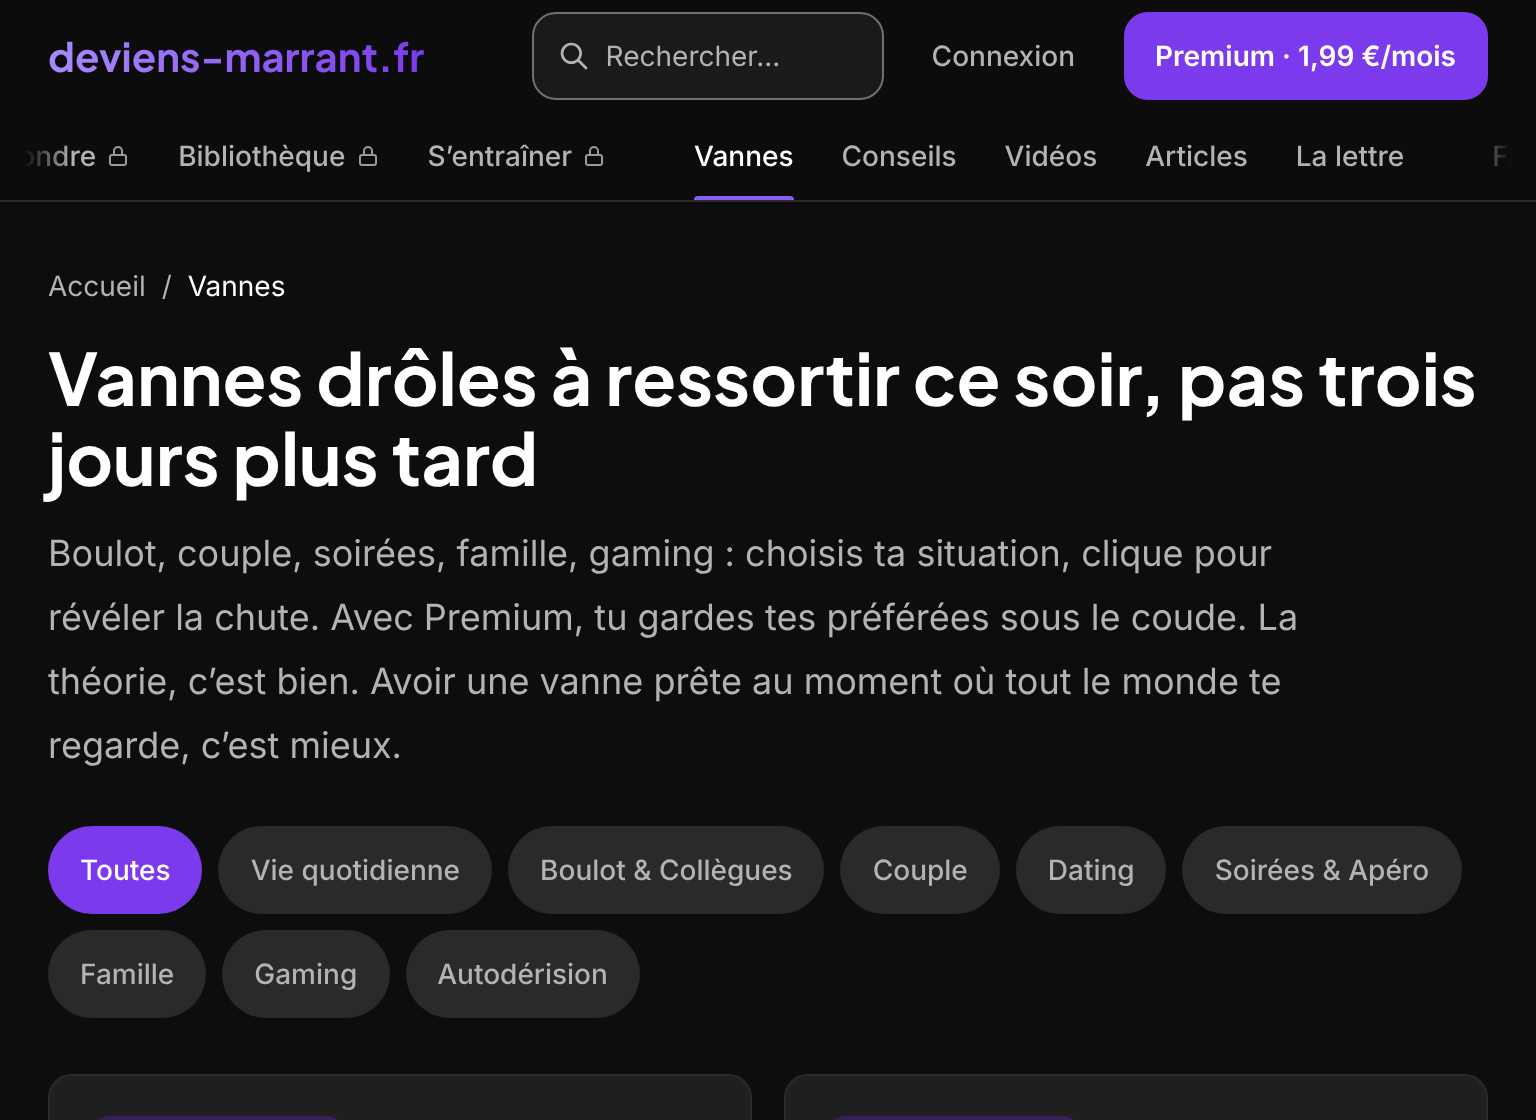 deviens-marrant.fr
Rechercher...
Connexion
Premium · 1,99 €/mois
ondre
Bibliothèque
S’entraîner
Vannes
Conseils
Vidéos
Articles
La lettre
F
Accueil / Vannes
Vannes drôles à ressortir ce soir, pas trois
jours plus tard
Boulot, couple, soirées, famille, gaming : choisis ta situation, clique pour
révéler la chute. Avec Premium, tu gardes tes préférées sous le coude. La
théorie, c’est bien. Avoir une vanne prête au moment où tout le monde te
regarde, c’est mieux.
Toutes
Vie quotidienne
Boulot & Collègues
Couple
Dating
Soirées & Apéro
Famille
Gaming
Autodérision